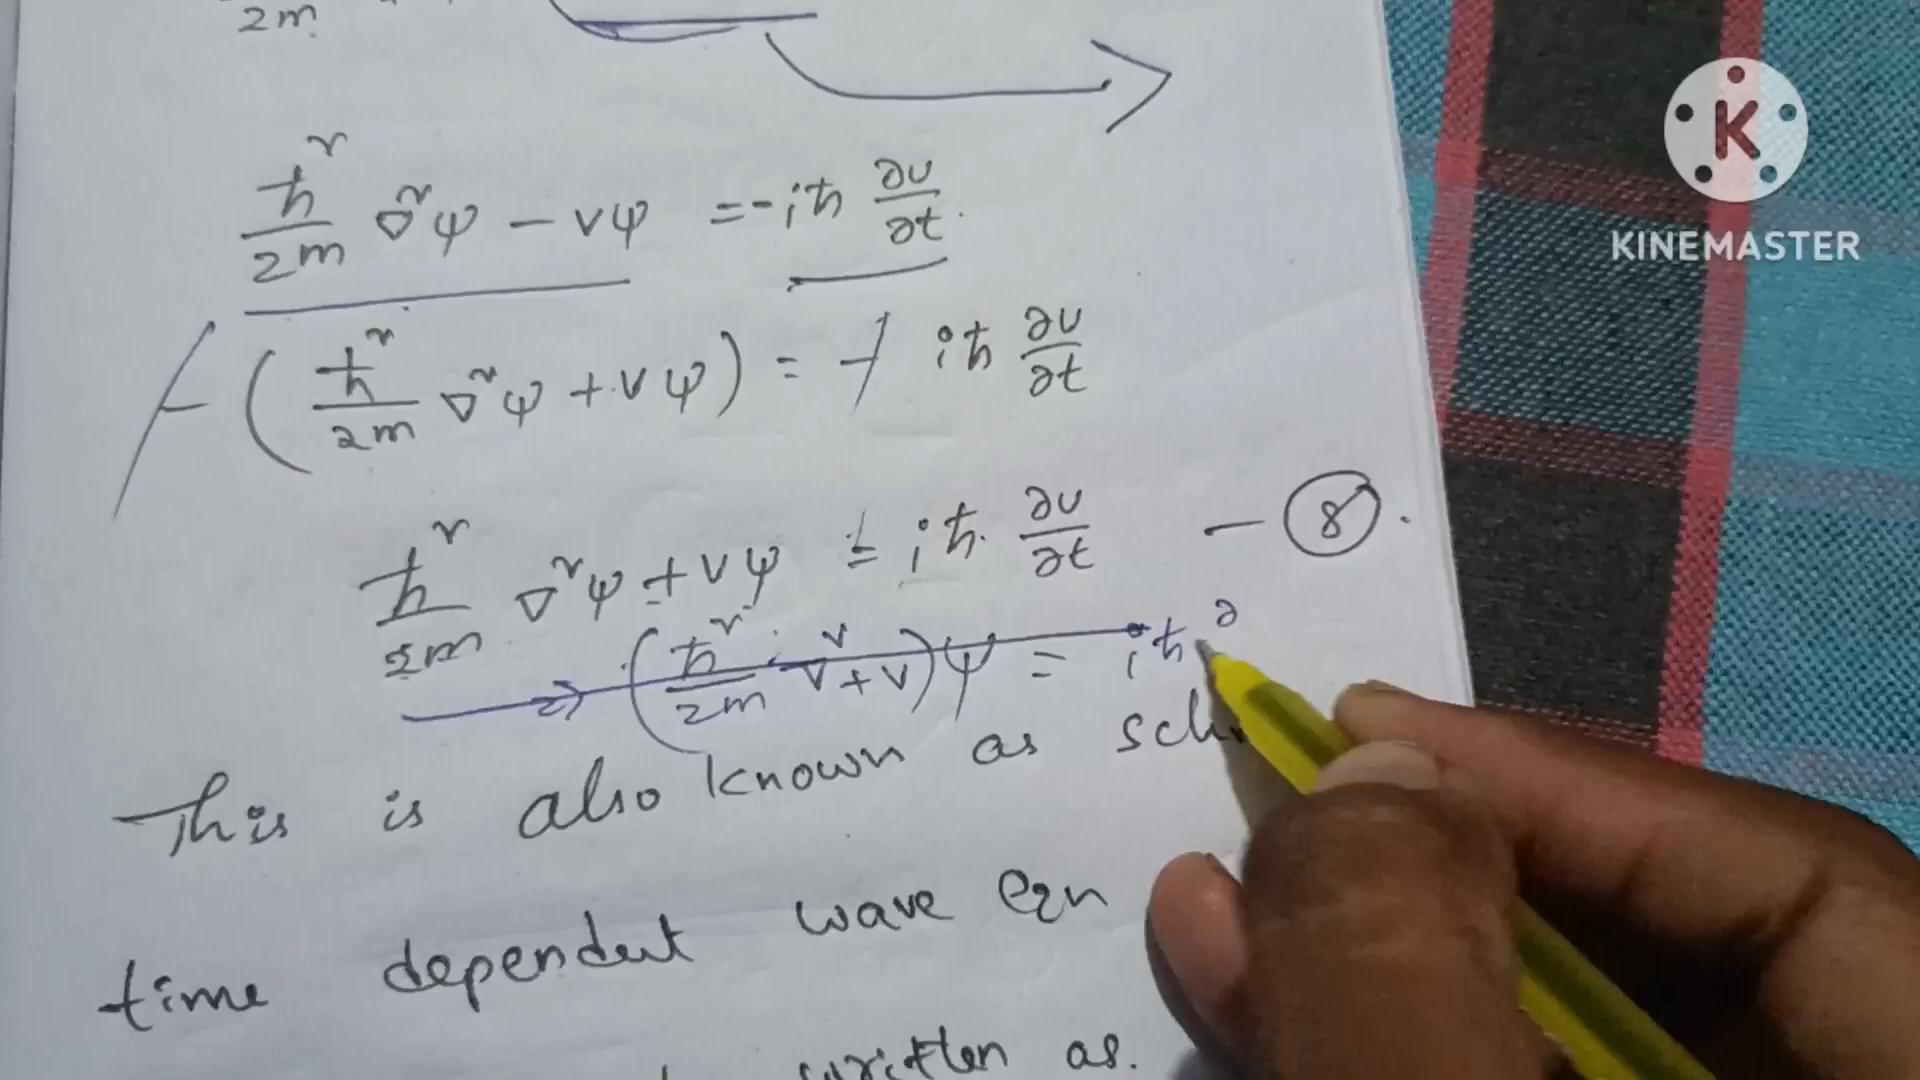 2m
ħ² / 2m ∇²ψ - vψ = -iħ ∂υ/∂t.
-(ħ²/2m ∇²ψ + vψ) = - iħ ∂υ/∂t
ħ²/2m ∇²ψ + vψ = iħ. ∂υ/∂t - ⑧.
(ħ²/2m ∇² + v)ψ = iħ ∂
This is also known as sch
time dependent wave eqn
written as.
K
KINEMASTER